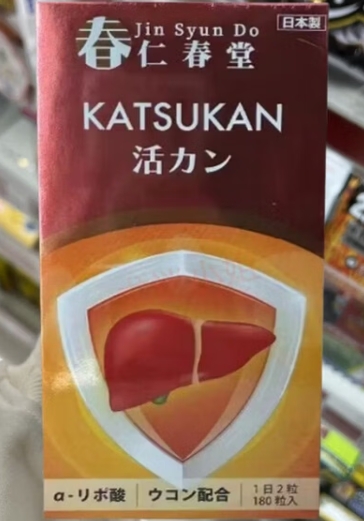 春 Jin Syun Do
仁春堂
日本製
KATSUKAN
活カン
α-リポ酸 ウコン配合 1日2粒
180粒入